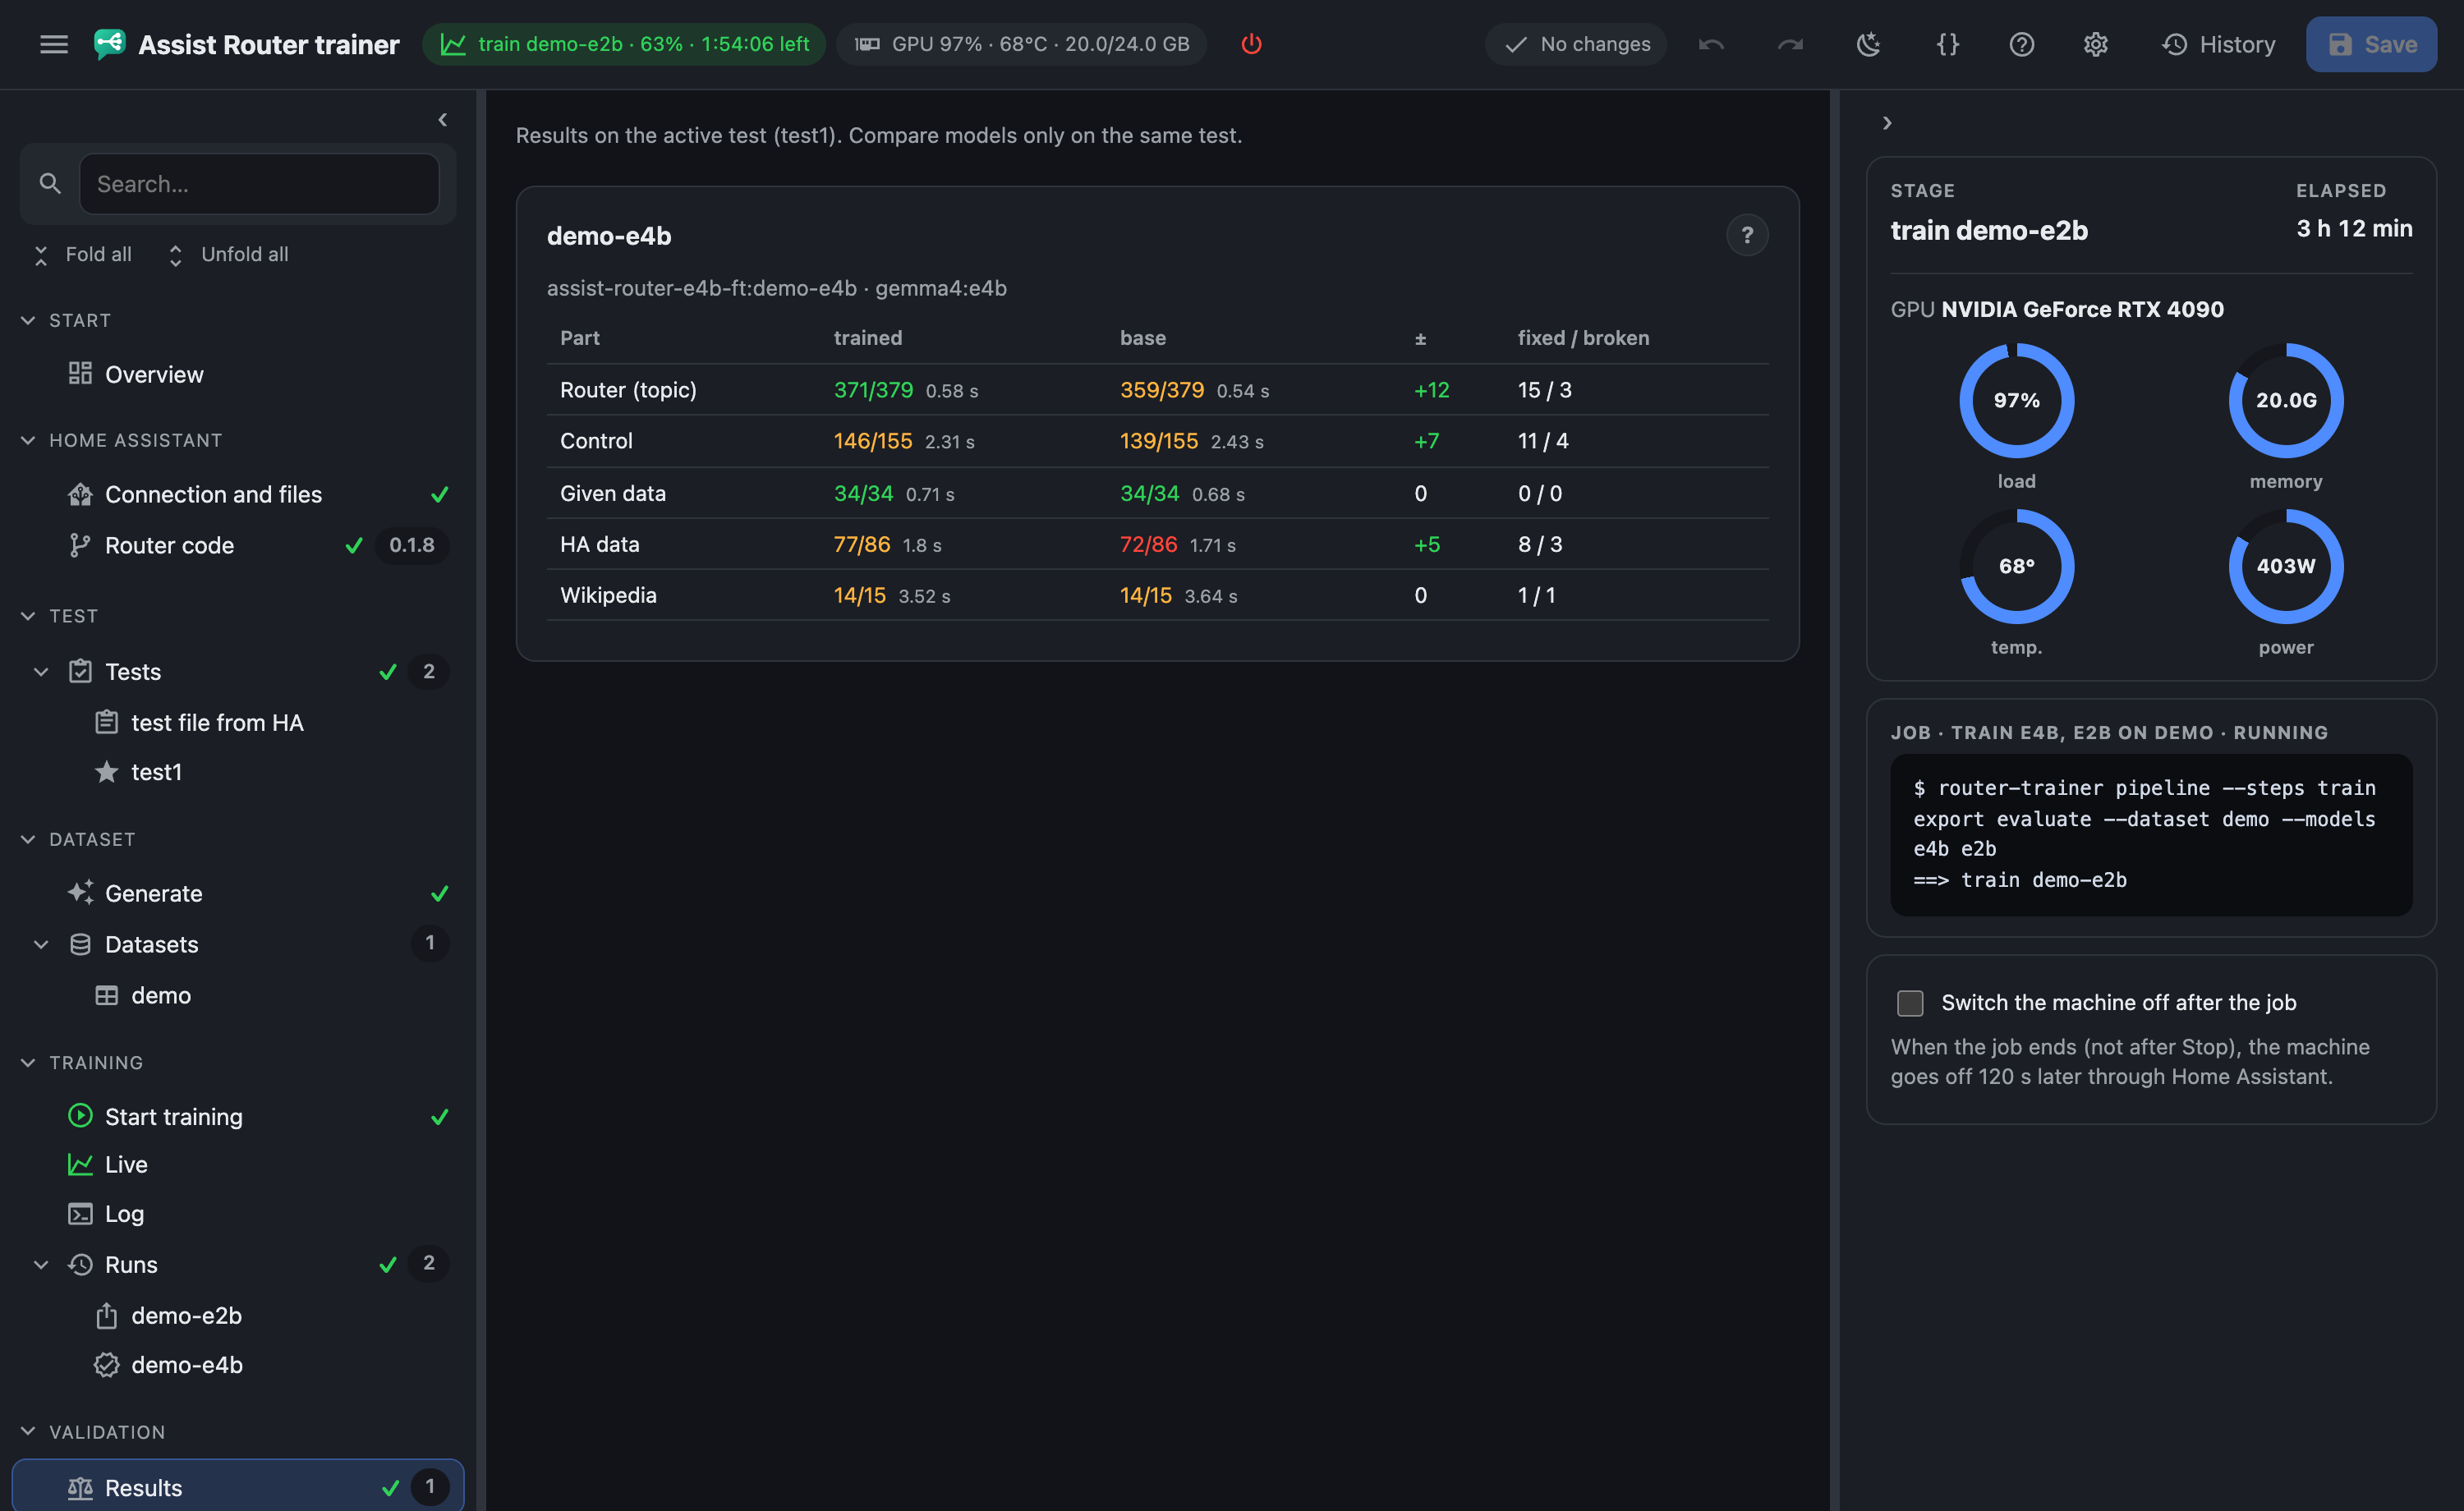 Assist Router trainer
train demo-e2b · 63% · 1:54:06 left
GPU 97% · 68°C · 20.0/24.0 GB
No changes
{}
History
Save
Search...
Fold all
Unfold all
START
Overview
HOME ASSISTANT
Connection and files
Router code 0.1.8
TEST
Tests 2
test file from HA
test1
DATASET
Generate
Datasets 1
demo
TRAINING
Start training
Live
Log
Runs 2
demo-e2b
demo-e4b
VALIDATION
Results 1
Results on the active test (test1). Compare models only on the same test.
demo-e4b
?
assist-router-e4b-ft:demo-e4b · gemma4:e4b
Part trained base ± fixed / broken
Router (topic) 371/379 0.58 s 359/379 0.54 s +12 15 / 3
Control 146/155 2.31 s 139/155 2.43 s +7 11 / 4
Given data 34/34 0.71 s 34/34 0.68 s 0 0 / 0
HA data 77/86 1.8 s 72/86 1.71 s +5 8 / 3
Wikipedia 14/15 3.52 s 14/15 3.64 s 0 1 / 1
STAGE ELAPSED
train demo-e2b 3 h 12 min
GPU NVIDIA GeForce RTX 4090
97% 20.0G
load memory
68° 403W
temp. power
JOB · TRAIN E4B, E2B ON DEMO · RUNNING
$ router-trainer pipeline --steps train
export evaluate --dataset demo --models
e4b e2b
==> train demo-e2b
Switch the machine off after the job
When the job ends (not after Stop), the machine
goes off 120 s later through Home Assistant.